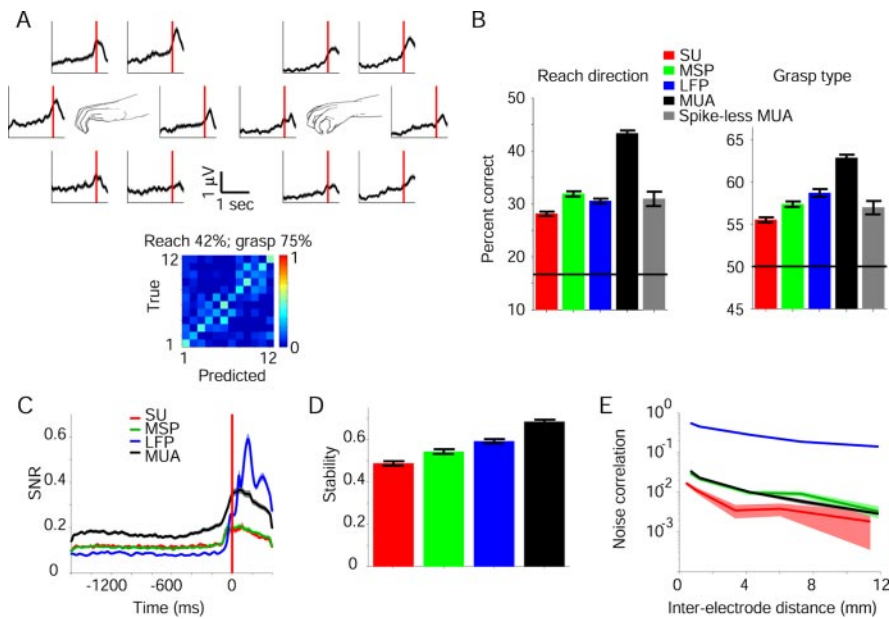 A
1 μV
1 sec
Reach 42%; grasp 75%
12
True
1
1
12
Predicted
1
0
B
SU
MSP
LFP
MUA
Spike-less MUA
Reach direction
Percent correct
50
40
30
20
10
Grasp type
65
60
55
50
45
C
SU
MSP
LFP
MUA
SNR
0.6
0.4
0.2
0
-1200
-600
0
Time (ms)
D
Stability
0.6
0.4
0.2
0
E
Noise correlation
10^0
10^-1
10^-2
10^-3
0
4
8
12
Inter-electrode distance (mm)